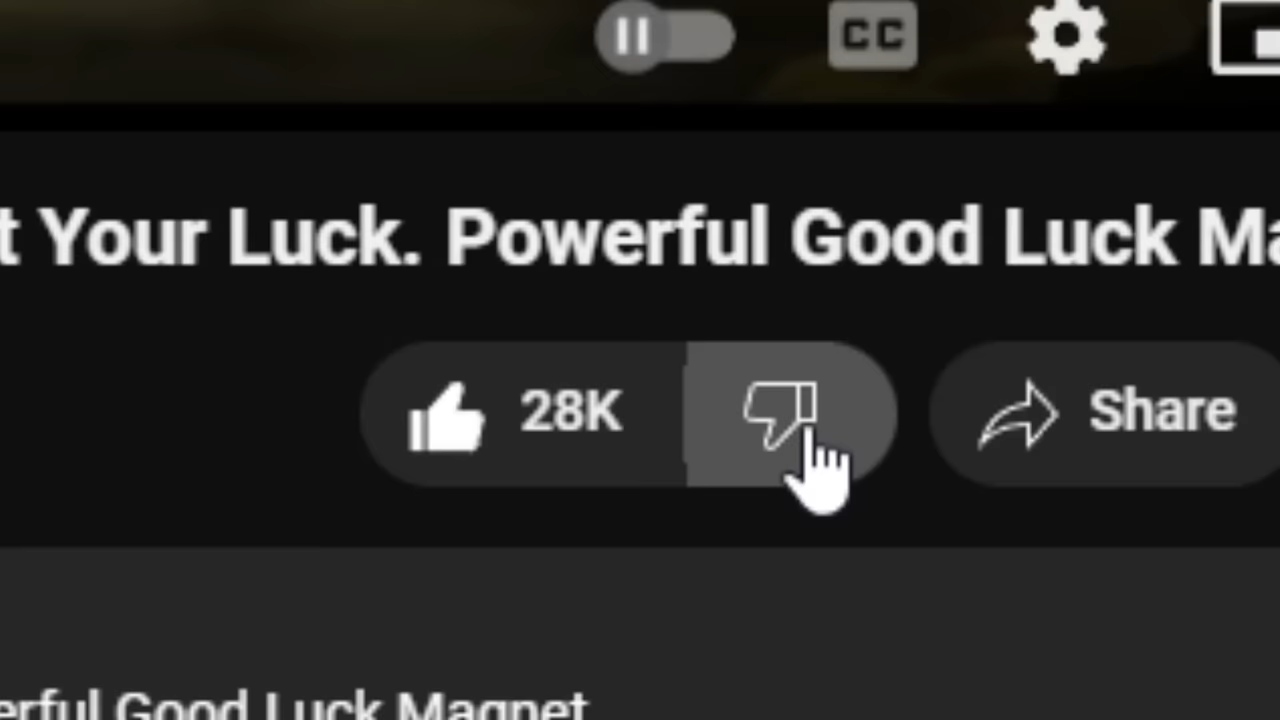 CC
t Your Luck. Powerful Good Luck Ma
28K
Share
erful Good Luck Magnet